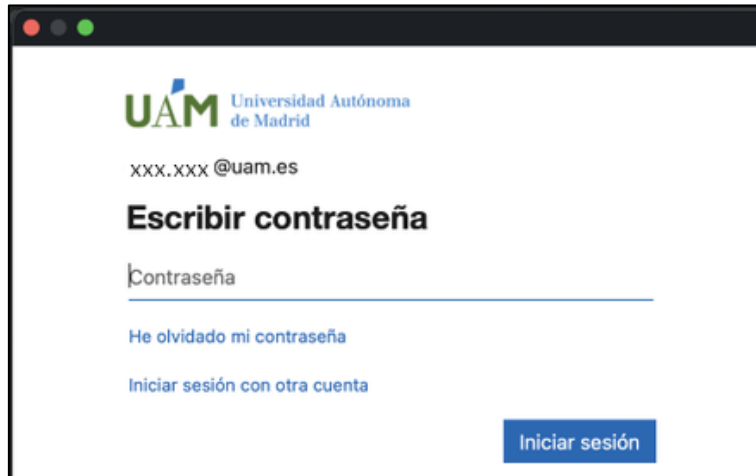 UAM Universidad Autónoma
de Madrid
xxx.xxx @uam.es
Escribir contraseña
Contraseña
He olvidado mi contraseña
Iniciar sesión con otra cuenta
Iniciar sesión